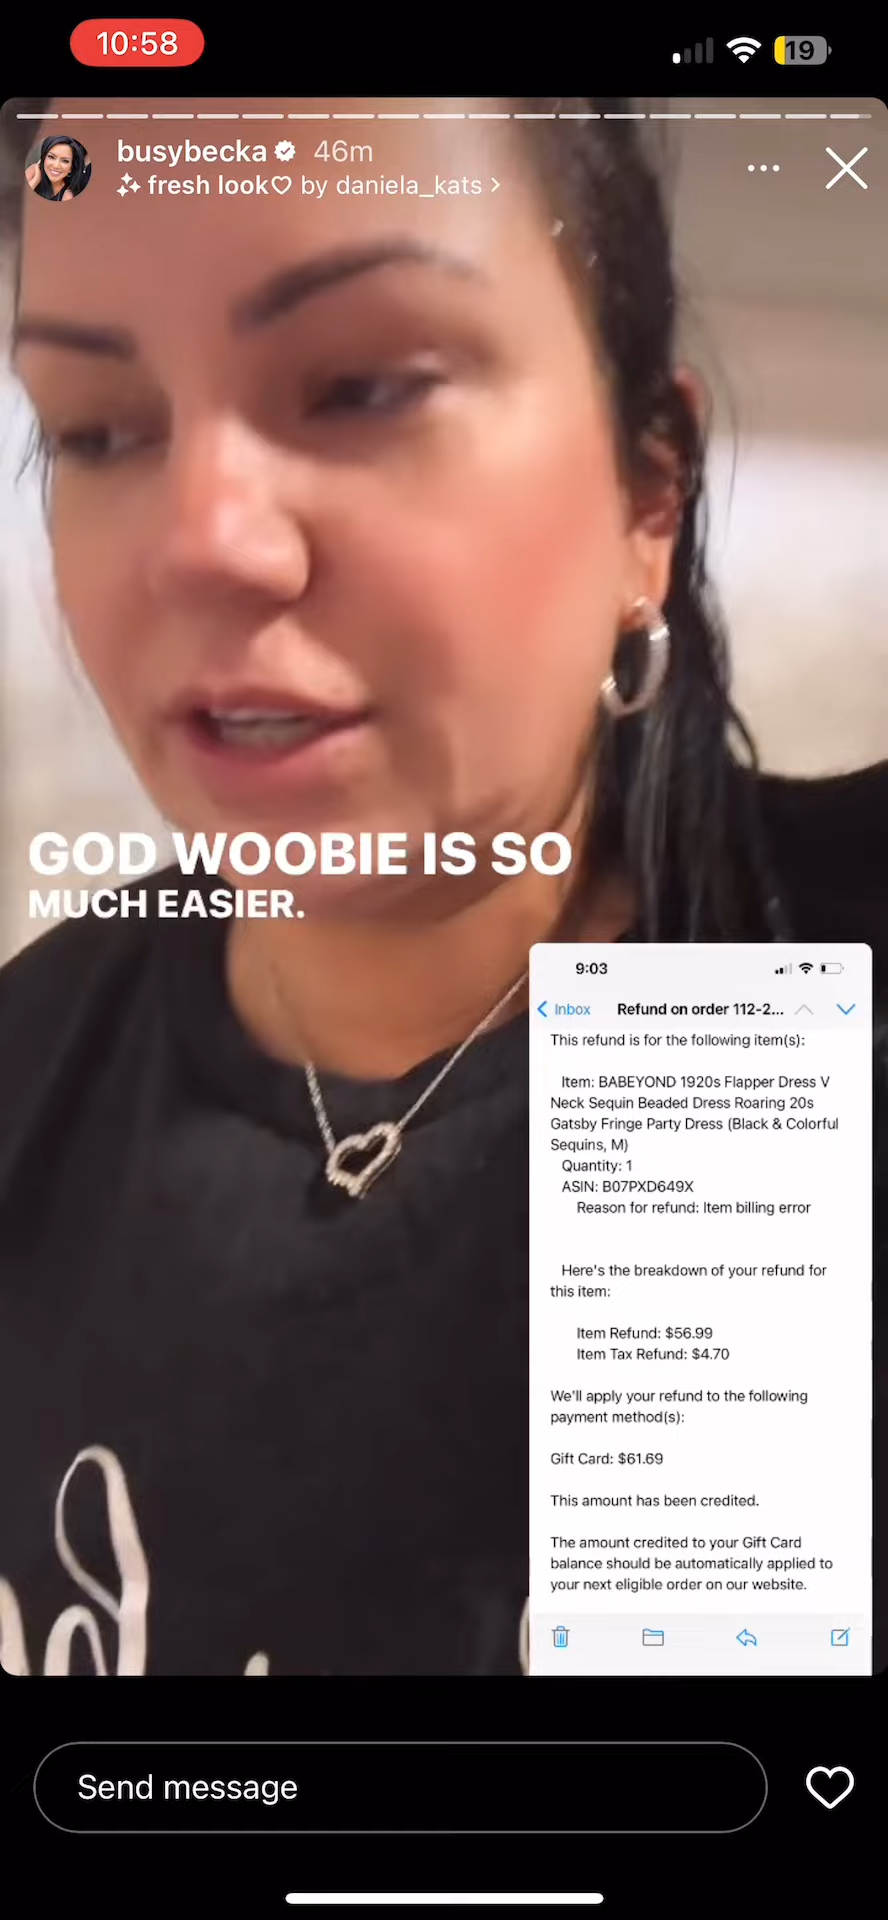 10:58
19
busybecka 46m
fresh look♡ by daniela_kats >
GOD WOOBIE IS SO
MUCH EASIER.
9:03
Inbox Refund on order 112-2...
This refund is for the following item(s):
Item: BABEYOND 1920s Flapper Dress V
Neck Sequin Beaded Dress Roaring 20s
Gatsby Fringe Party Dress (Black & Colorful
Sequins, M)
Quantity: 1
ASIN: B07PXD649X
Reason for refund: Item billing error
Here's the breakdown of your refund for
this item:
Item Refund: $56.99
Item Tax Refund: $4.70
We'll apply your refund to the following
payment method(s):
Gift Card: $61.69
This amount has been credited.
The amount credited to your Gift Card
balance should be automatically applied to
your next eligible order on our website.
Send message